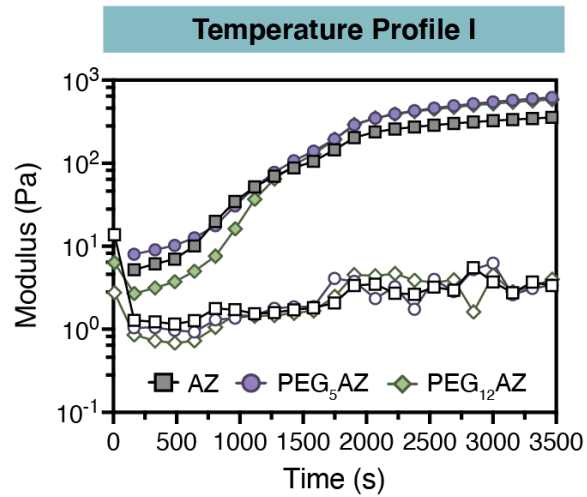 Temperature Profile I
Modulus (Pa)
10³
10²
10¹
10⁰
10⁻¹
AZ PEG₅AZ PEG₁₂AZ
0 500 1000 1500 2000 2500 3000 3500
Time (s)